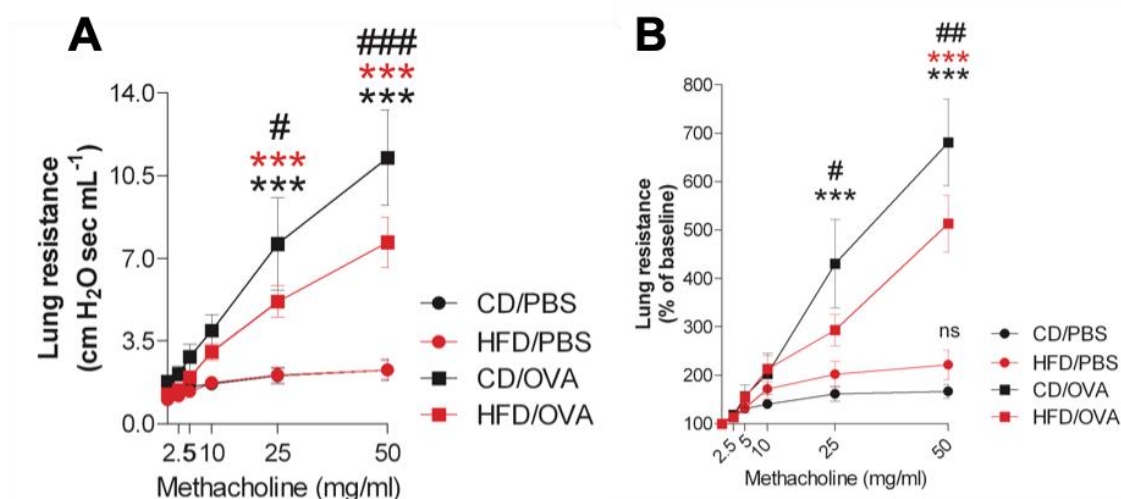 A
###
***
***
#
***
***
14.0
10.5
7.0
3.5
0.0
Lung resistance
(cm H₂O sec mL⁻¹)
2.5 5 10 25 50
Methacholine (mg/ml)
CD/PBS
HFD/PBS
CD/OVA
HFD/OVA
B
##
***
***
#
***
ns
800
700
600
500
400
300
200
100
Lung resistance
(% of baseline)
2.5 5 10 25 50
Methacholine (mg/ml)
CD/PBS
HFD/PBS
CD/OVA
HFD/OVA